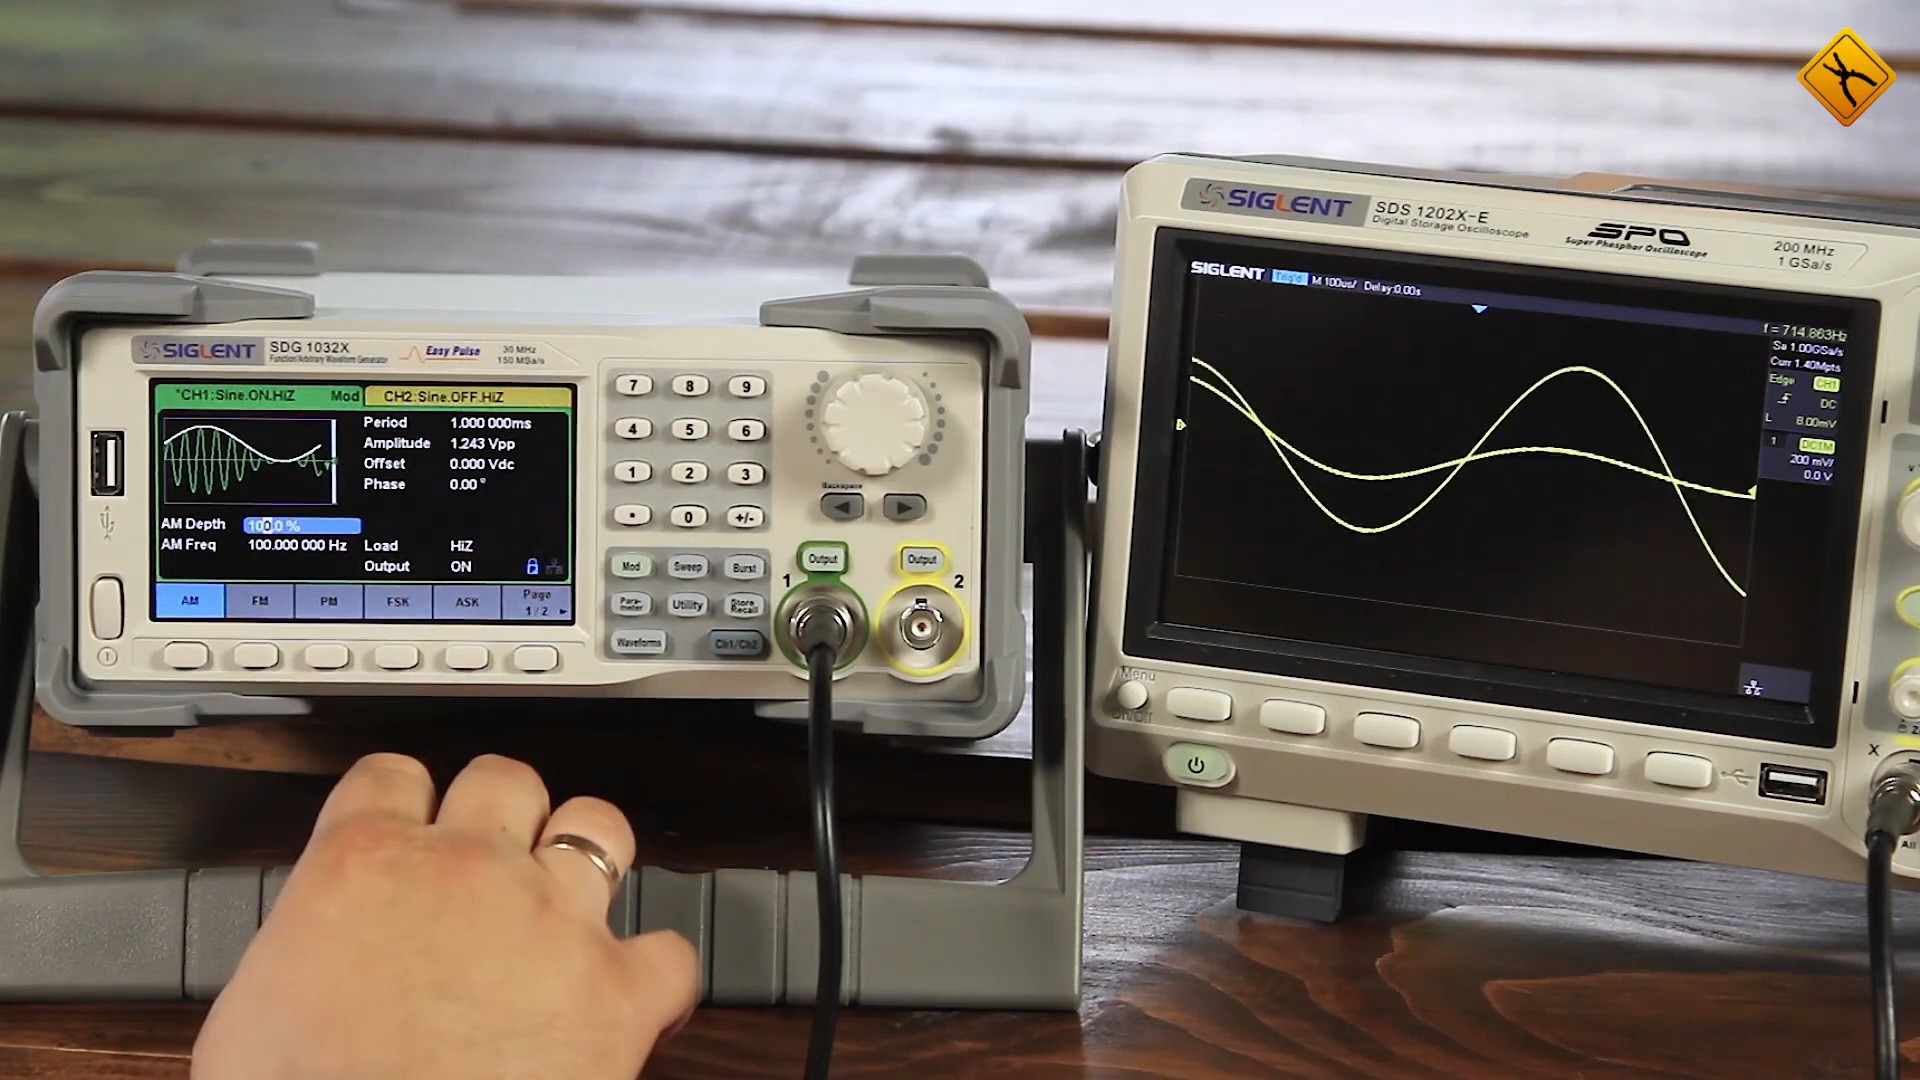 SIGLENT
SDG 1032X
Function/Arbitrary Waveform Generator
Easy Pulse
30 MHz
150 MSa/s
*CH1:Sine.ON.HiZ
Mod
CH2:Sine.OFF.HiZ
Period 1.000 000ms
Amplitude 1.243 Vpp
Offset 0.000 Vdc
Phase 0.00 °
AM Depth 100.0 %
AM Freq 100.000 000 Hz
Load HiZ
Output ON
AM
FM
PM
FSK
ASK
Page
1 / 2
7
8
9
4
5
6
1
2
3
•
0
+/-
Mod
Sweep
Burst
Para-
meter
Utility
Store
Recall
Waveforms
Ch1/Ch2
Backspace
Output
1
Output
2
SIGLENT
SDS 1202X-E
Digital Storage Oscilloscope
SPO
Super Phosphor Oscilloscope
200 MHz
1 GSa/s
SIGLENT
Trig'd
M 100us/
Delay:0.00s
f = 714.863Hz
Sa 1.00GSa/s
Curr 1.40Mpts
Edge CH1
DC
L 8.00mV
1 DC1M
200 mV/
0.0 V
Menu
On/Off
X